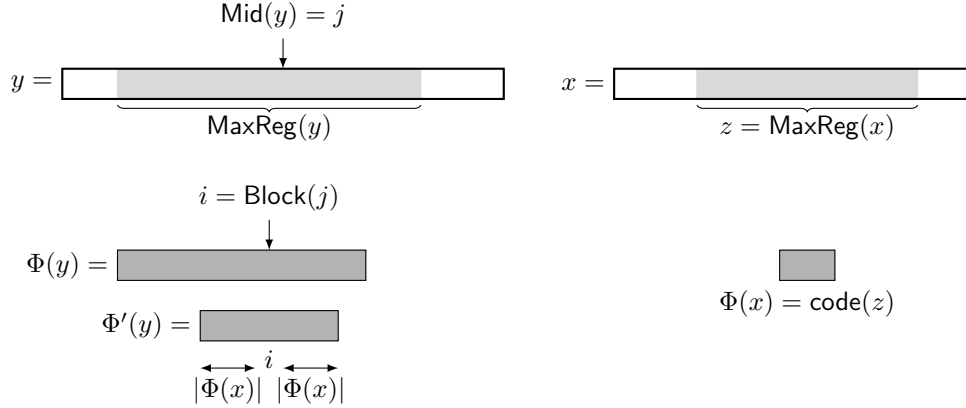 Mid(y) = j
y =
x =
MaxReg(y)
z = MaxReg(x)
i = Block(j)
Φ(y) =
Φ(x) = code(z)
Φ′(y) =
i
|Φ(x)| |Φ(x)|